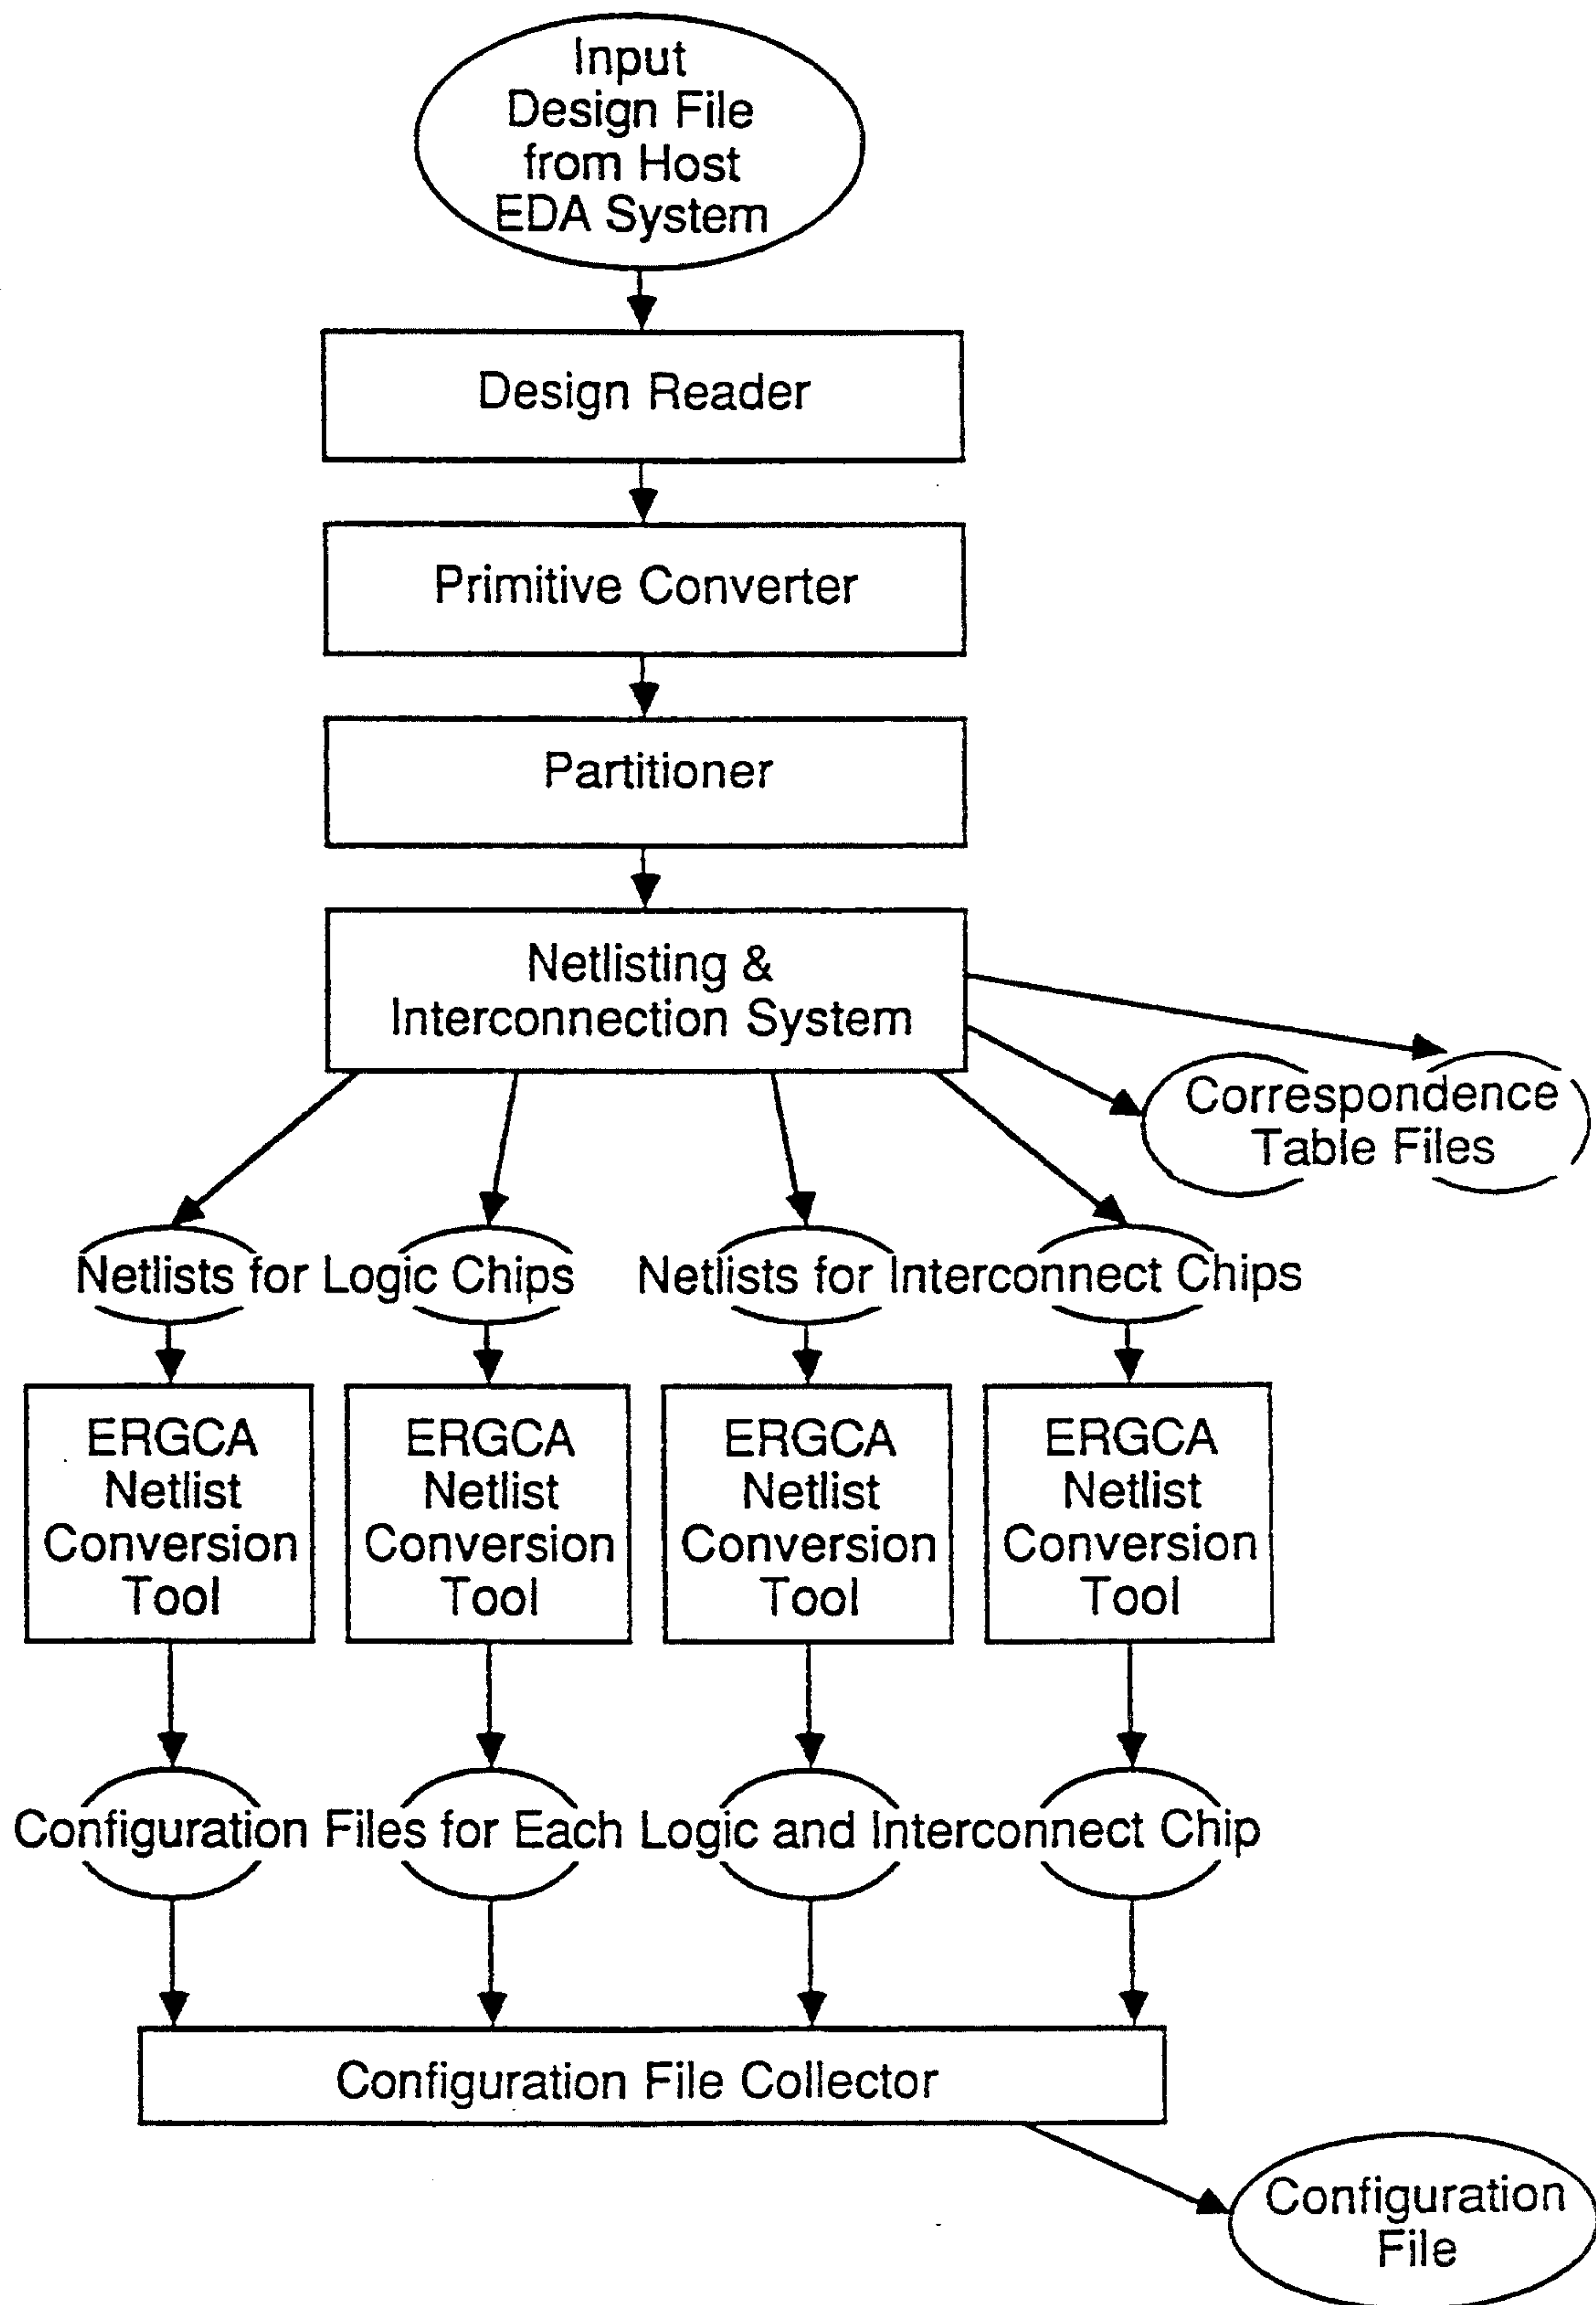 Input
Design File
from Host
EDA System
Design Reader
Primitive Converter
Partitioner
Netlisting &
Interconnection System
Correspondence
Table Files
Netlists for Logic Chips
Netlists for Interconnect Chips
ERGCA
Netlist
Conversion
Tool
ERGCA
Netlist
Conversion
Tool
ERGCA
Netlist
Conversion
Tool
ERGCA
Netlist
Conversion
Tool
Configuration Files for Each Logic and Interconnect Chip
Configuration File Collector
Configuration
File